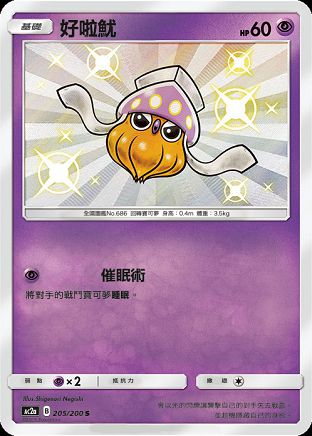 基礎 好啦魷 HP60
全國圖鑑No.686 回轉寶可夢 身高：0.4m 體重：3.5kg
催眠術
將對手的戰鬥寶可夢睡眠。
弱點 ×2 抵抗力 撤退
Illus.Shigenori Negishi
sc2a B 205/200 S